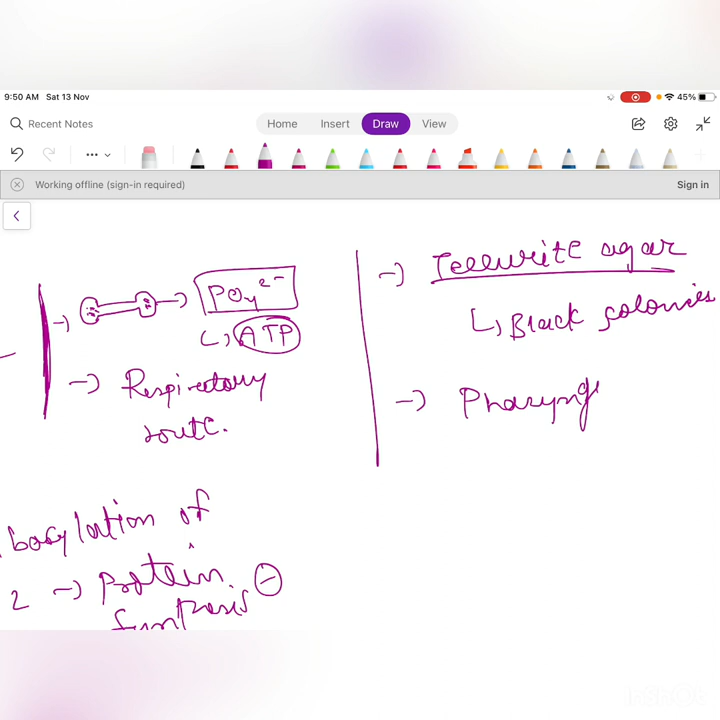 9:50 AM Sat 13 Nov
45%
Recent Notes
Home Insert Draw View
Working offline (sign-in required)
Sign in
→ PO4 2-
↳ ATP
→ Respiratory
route.
→ Tellurite agar
↳ Black colonies
→ Pharyng
bosylation of
2 → Protein ⊖
Synthesis